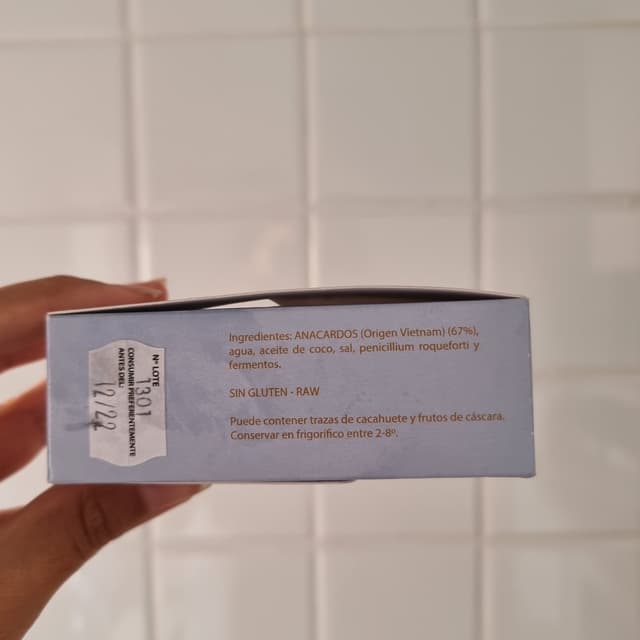 Ingredientes: ANACARDOS (Origen Vietnam) (67%),
agua, aceite de coco, sal, penicillium roqueforti y
fermentos.
SIN GLUTEN - RAW
Puede contener trazas de cacahuete y frutos de cáscara.
Conservar en frigorífico entre 2-8º.
Nº LOTE
1301
CONSUMIR PREFERENTEMENTE
ANTES DEL:
12/22